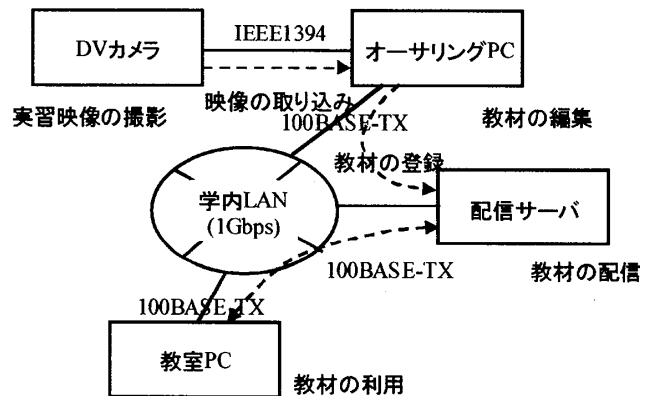 DVカメラ
IEEE1394
オーサリングPC
実習映像の撮影
映像の取り込み
100BASE-TX
教材の編集
教材の登録
学内LAN
(1Gbps)
配信サーバ
100BASE-TX
教材の配信
100BASE-TX
教室PC
教材の利用